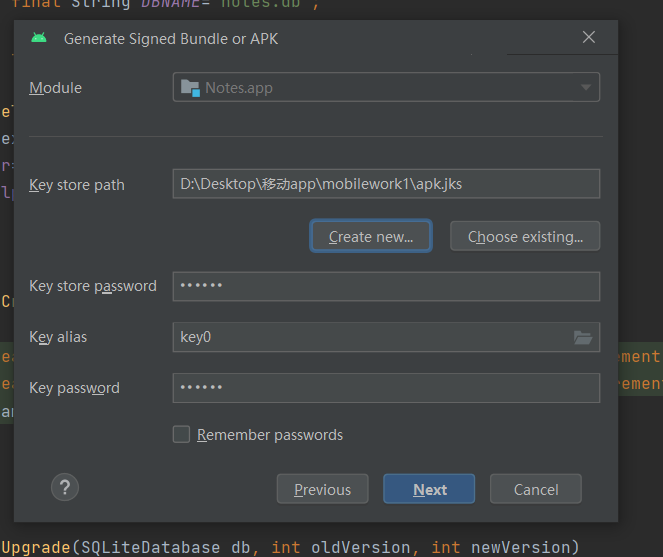 final String DBNAME="notes.db";
Generate Signed Bundle or APK
Module
Notes.app
Key store path
D:\Desktop\移动app\mobilework1\apk.jks
Create new...
Choose existing...
Key store password
••••••
Key alias
key0
Key password
••••••
Remember passwords
?
Previous
Next
Cancel
Upgrade(SQLiteDatabase db, int oldVersion, int newVersion)